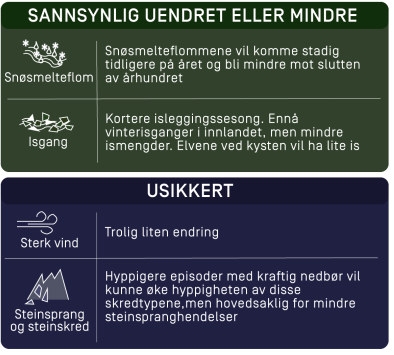 SANNSYNLIG UENDRET ELLER MINDRE
Snøsmelteflom
Snøsmelteflommene vil komme stadig
tidligere på året og bli mindre mot slutten
av århundret
Isgang
Kortere isleggingssesong. Ennå
vinterisganger i innlandet, men mindre
ismengder. Elvene ved kysten vil ha lite is
USIKKERT
Sterk vind
Trolig liten endring
Steinsprang
og steinskred
Hyppigere episoder med kraftig nedbør vil
kunne øke hyppigheten av disse
skredtypene,men hovedsaklig for mindre
steinspranghendelser